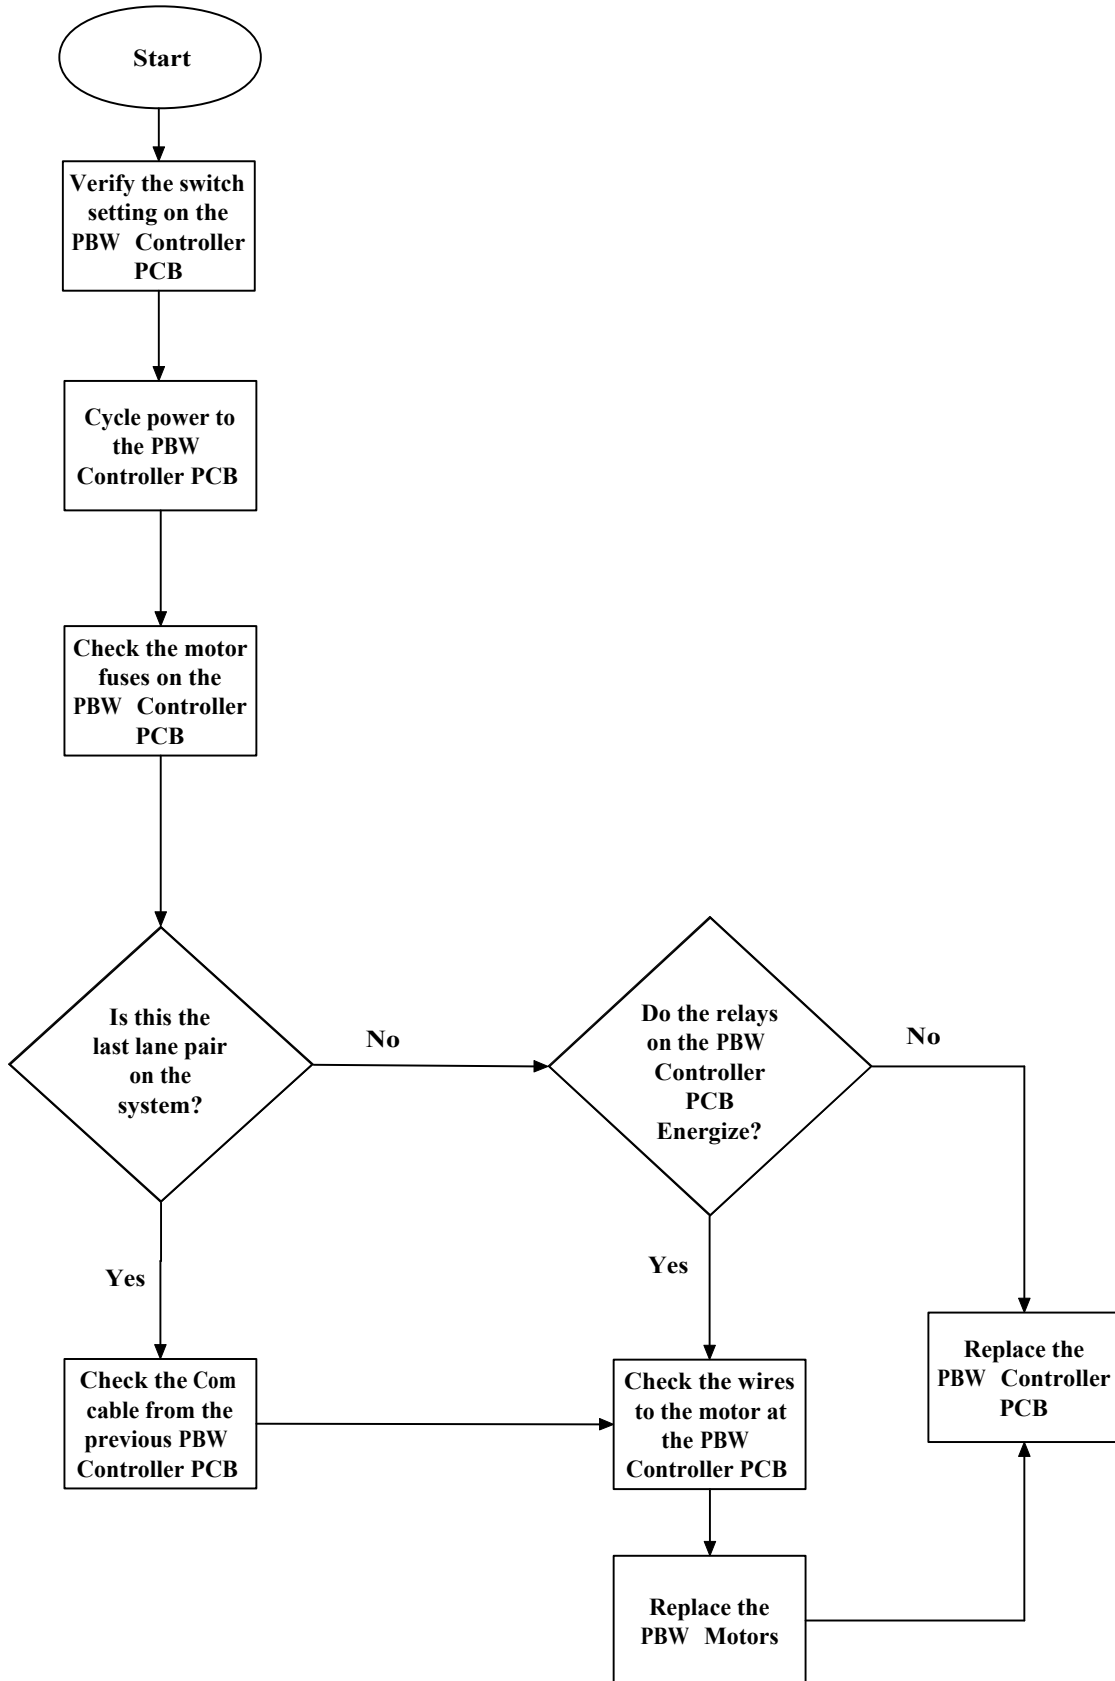 Start
Verify the switch
setting on the
PBW Controller
PCB
Cycle power to
the PBW
Controller PCB
Check the motor
fuses on the
PBW Controller
PCB
Is this the
last lane pair
on the
system?
No
Do the relays
on the PBW
Controller
PCB
Energize?
No
Yes
Yes
Check the Com
cable from the
previous PBW
Controller PCB
Check the wires
to the motor at
the PBW
Controller PCB
Replace the
PBW Controller
PCB
Replace the
PBW Motors